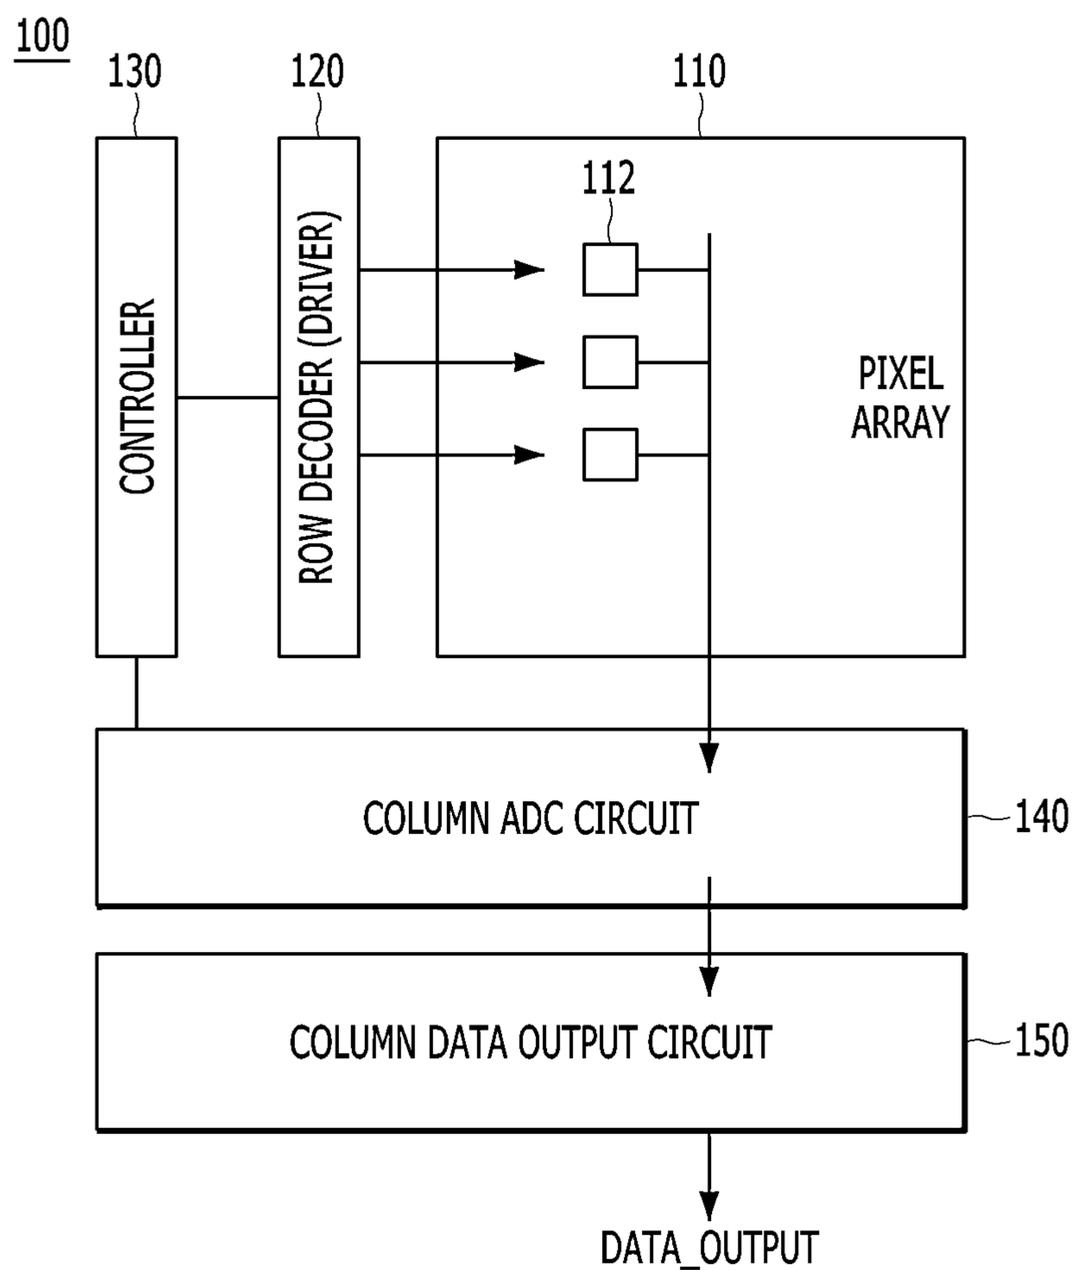 100
130
120
110
112
CONTROLLER
ROW DECODER (DRIVER)
PIXEL
ARRAY
COLUMN ADC CIRCUIT
140
COLUMN DATA OUTPUT CIRCUIT
150
DATA_OUTPUT